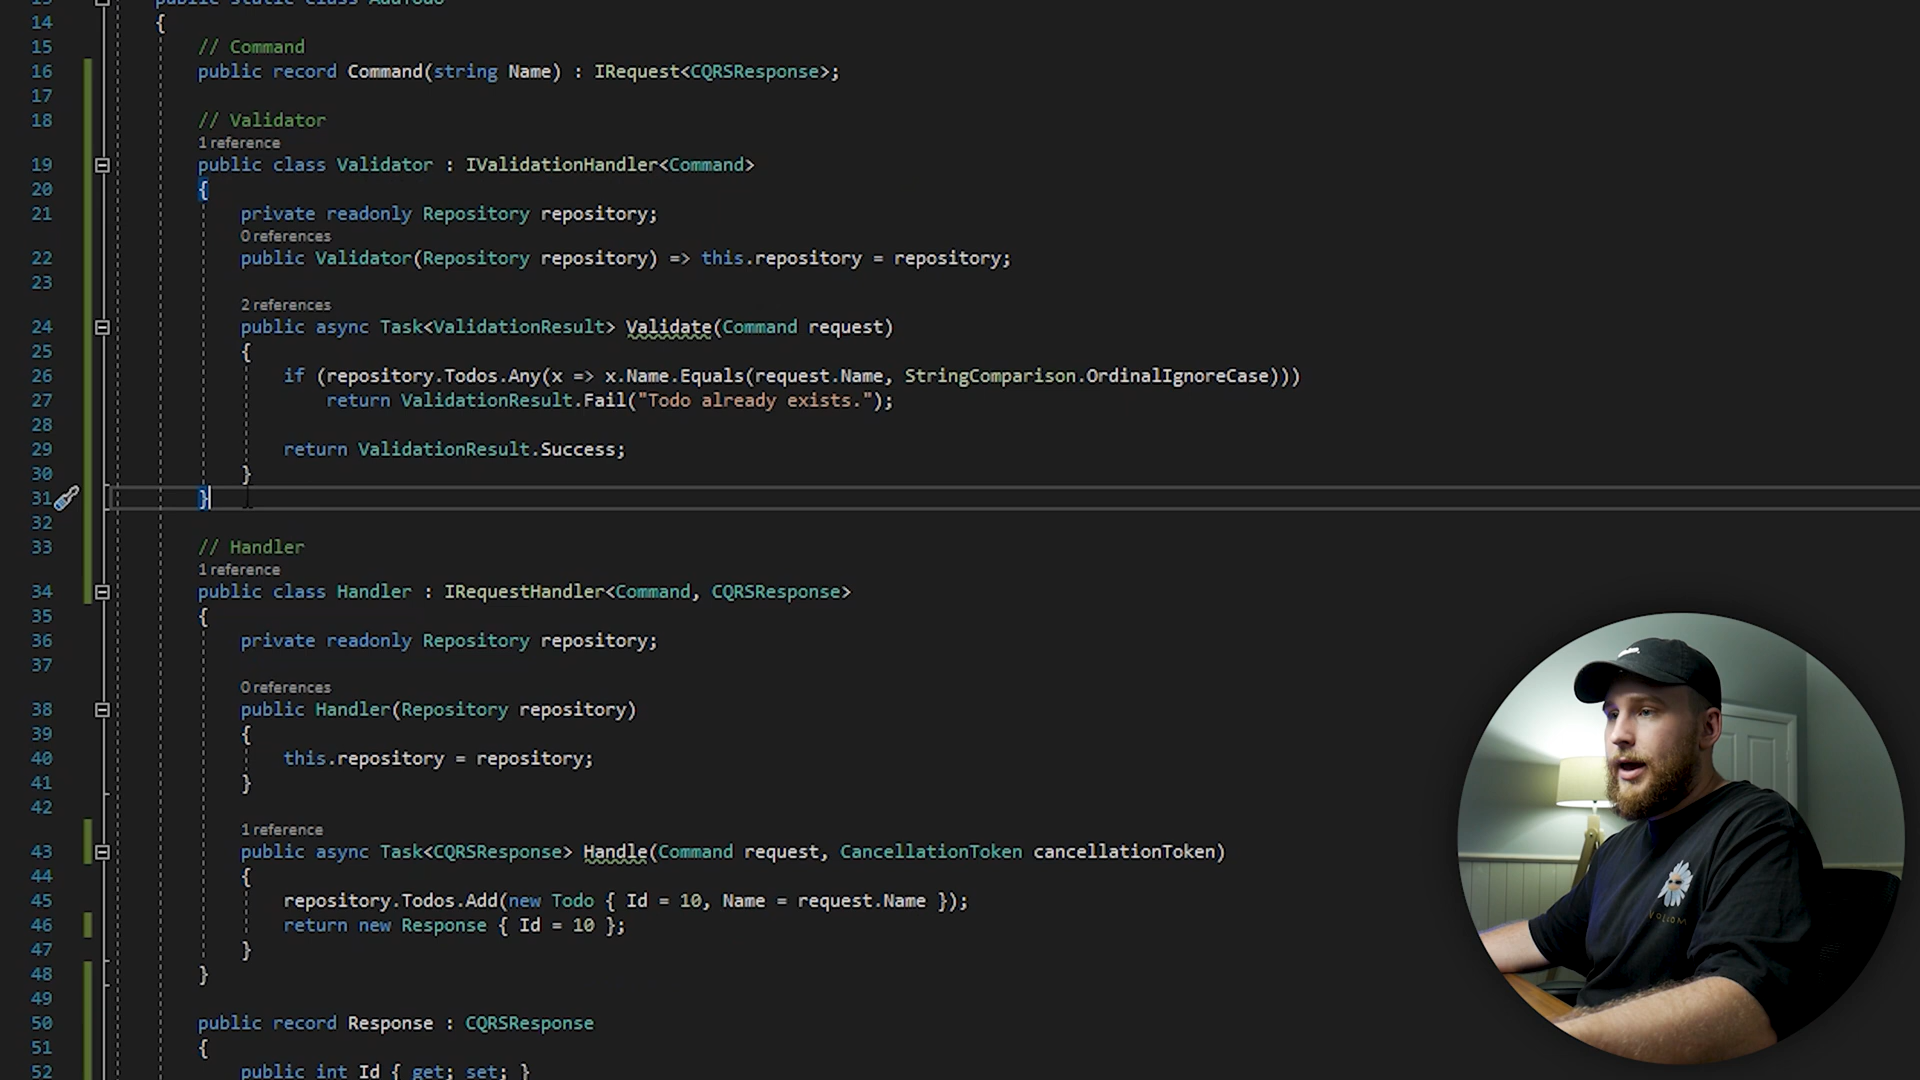 13 public static class AddTodo
14 {
15 // Command
16 public record Command(string Name) : IRequest<CQRSResponse>;
17
18 // Validator
1 reference
19 public class Validator : IValidationHandler<Command>
20 {
21 private readonly Repository repository;
0 references
22 public Validator(Repository repository) => this.repository = repository;
23
2 references
24 public async Task<ValidationResult> Validate(Command request)
25 {
26 if (repository.Todos.Any(x => x.Name.Equals(request.Name, StringComparison.OrdinalIgnoreCase)))
27 return ValidationResult.Fail("Todo already exists.");
28
29 return ValidationResult.Success;
30 }
31 }
32
33 // Handler
1 reference
34 public class Handler : IRequestHandler<Command, CQRSResponse>
35 {
36 private readonly Repository repository;
37
0 references
38 public Handler(Repository repository)
39 {
40 this.repository = repository;
41 }
42
1 reference
43 public async Task<CQRSResponse> Handle(Command request, CancellationToken cancellationToken)
44 {
45 repository.Todos.Add(new Todo { Id = 10, Name = request.Name });
46 return new Response { Id = 10 };
47 }
48 }
49
50 public record Response : CQRSResponse
51 {
52 public int Id { get; set; }
VOLCOM